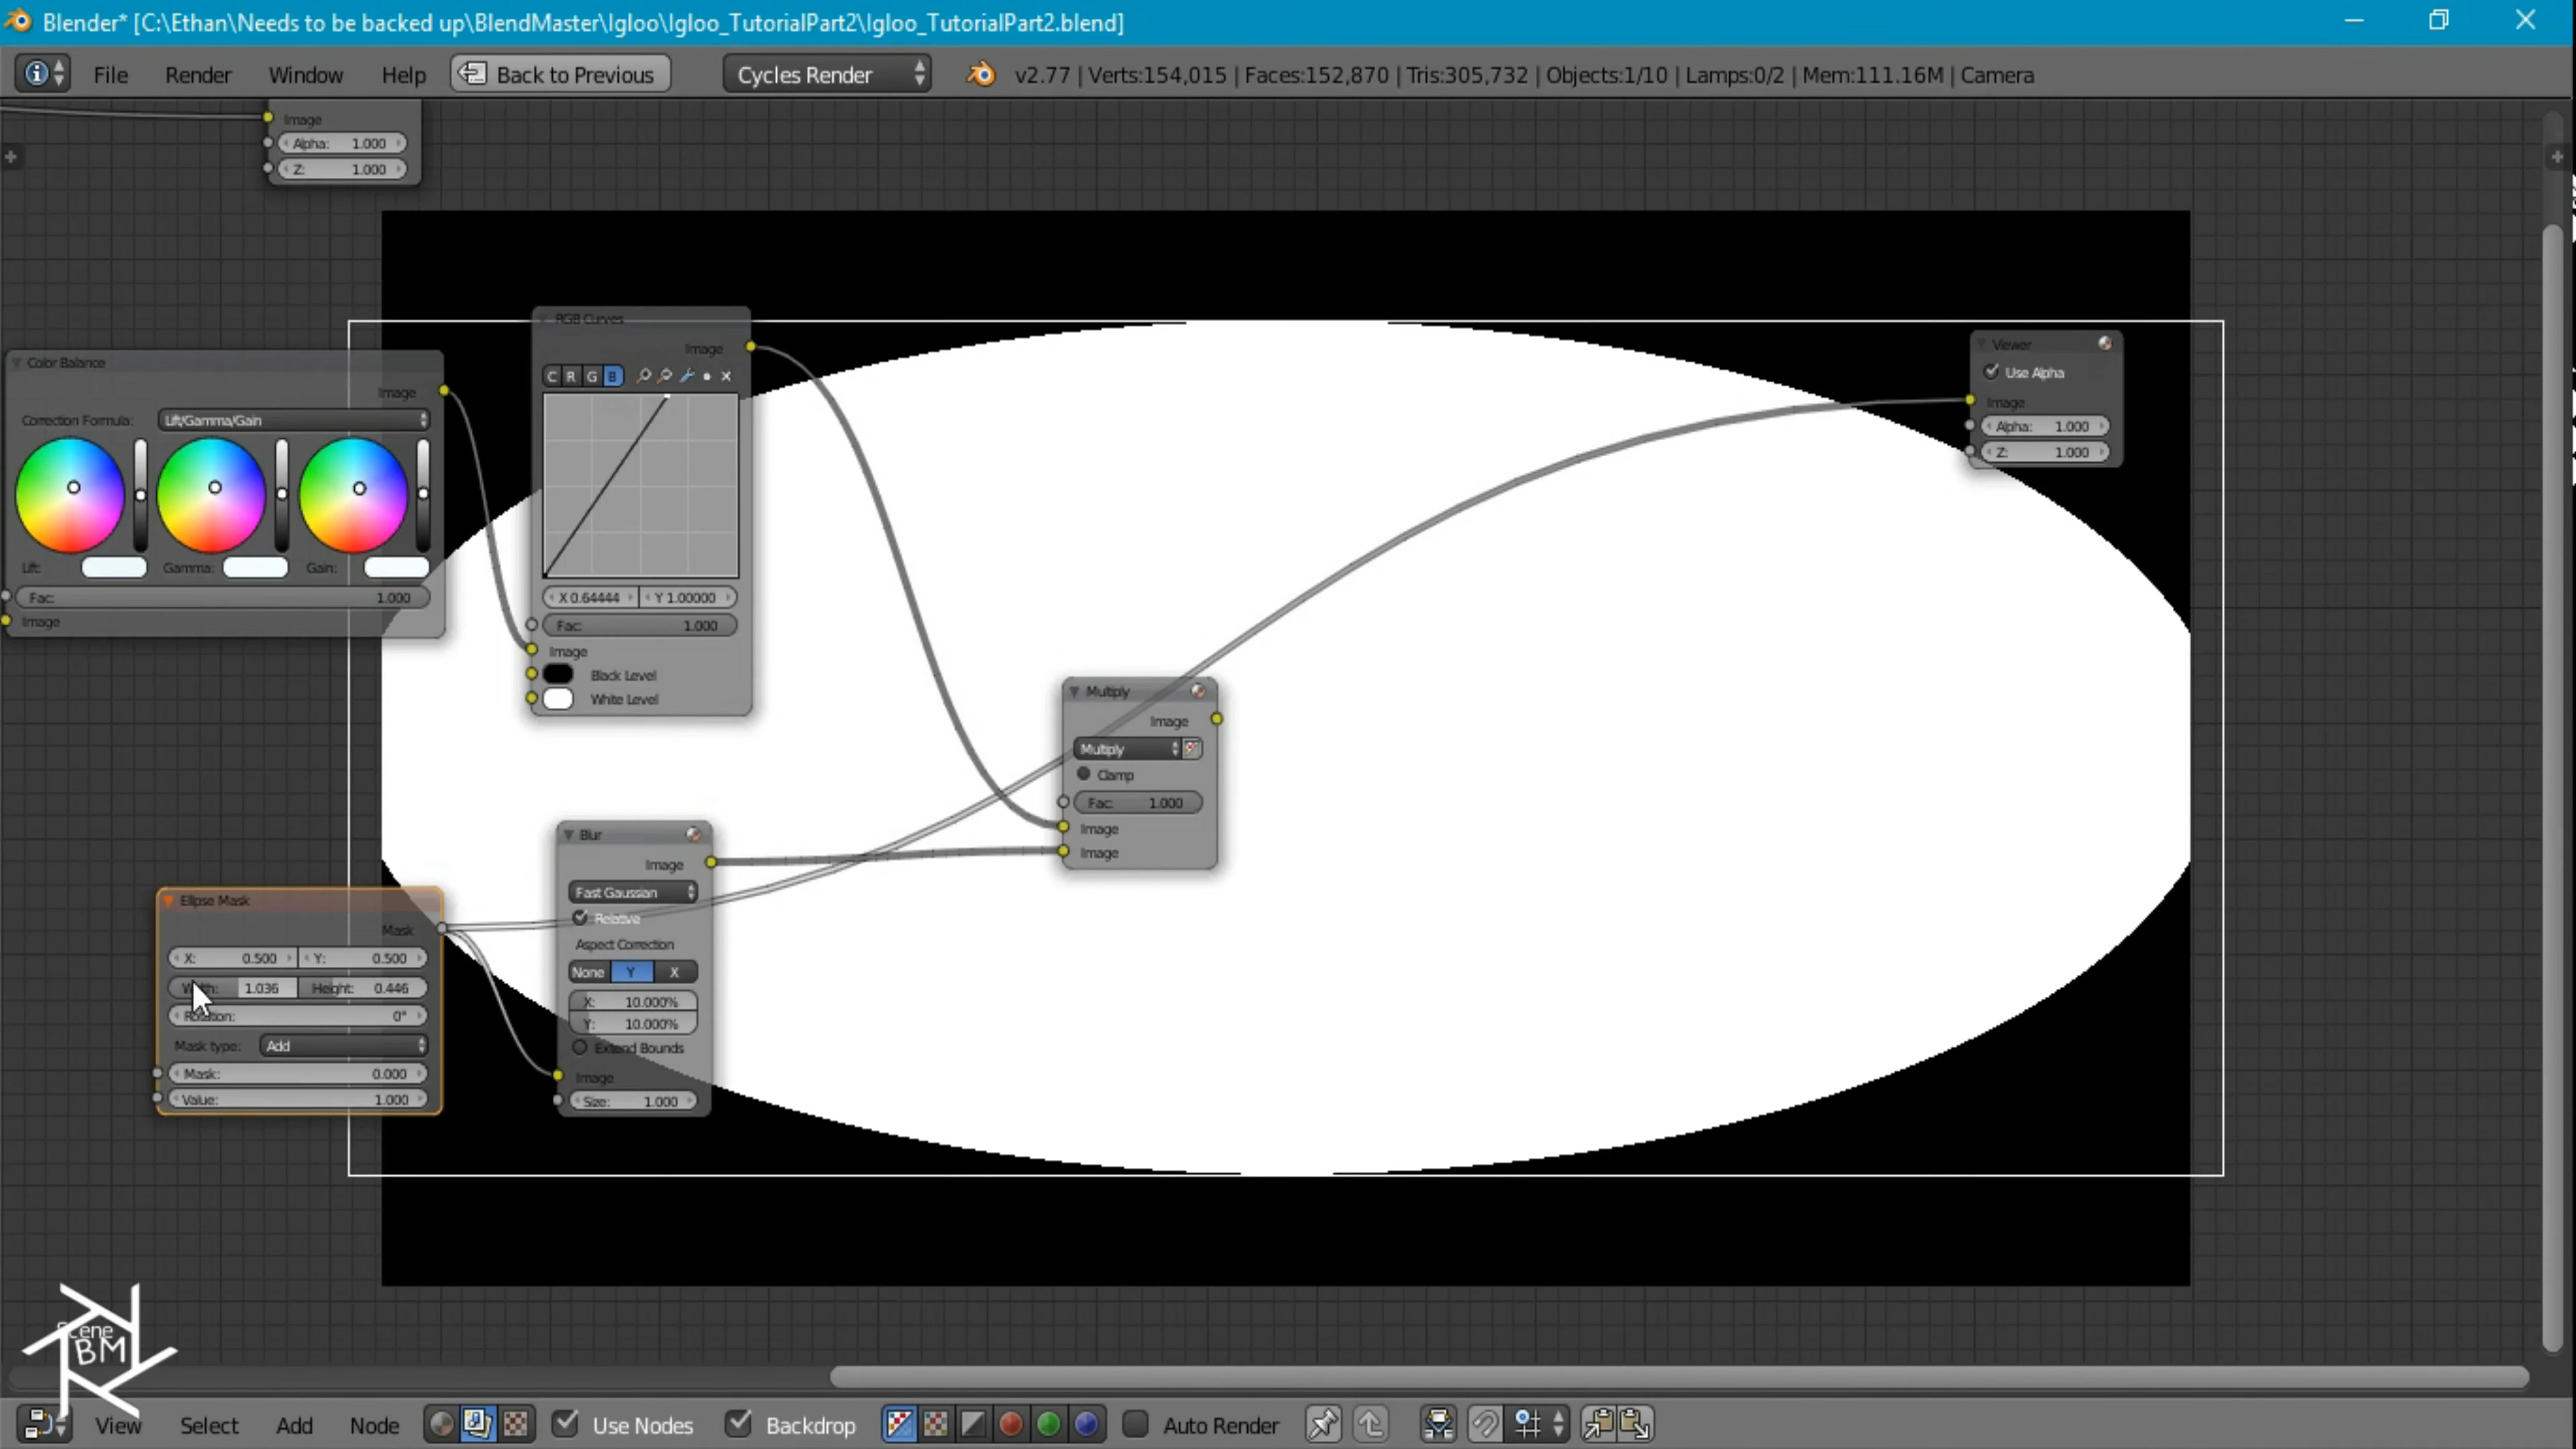 Blender* [C:\Ethan\Needs to be backed up\BlendMaster\Igloo\Igloo_TutorialPart2\Igloo_TutorialPart2.blend]
File Render Window Help Back to Previous Cycles Render v2.77 | Verts:154,015 | Faces:152,870 | Tris:305,732 | Objects:1/10 | Lamps:0/2 | Mem:111.16M | Camera
Image
Alpha: 1.000
Z: 1.000
Color Balance
Image
Correction Formula: Lift/Gamma/Gain
Lift: Gamma: Gain:
Fac: 1.000
Image
RGB Curves
Image
C R G B
X 0.64444 Y 1.00000
Fac: 1.000
Image
Black Level
White Level
Viewer
Use Alpha
Image
Alpha: 1.000
Z: 1.000
Multiply
Image
Multiply
Clamp
Fac: 1.000
Image
Image
Blur
Image
Fast Gaussian
Relative
Aspect Correction
None Y X
X: 10.000%
Y: 10.000%
Extend Bounds
Image
Size: 1.000
Ellipse Mask
Mask
X: 0.500 Y: 0.500
1.036 Height: 0.446
Rotation: 0°
Mask type: Add
Mask: 0.000
Value: 1.000
Scene
BM
View Select Add Node Use Nodes Backdrop Auto Render